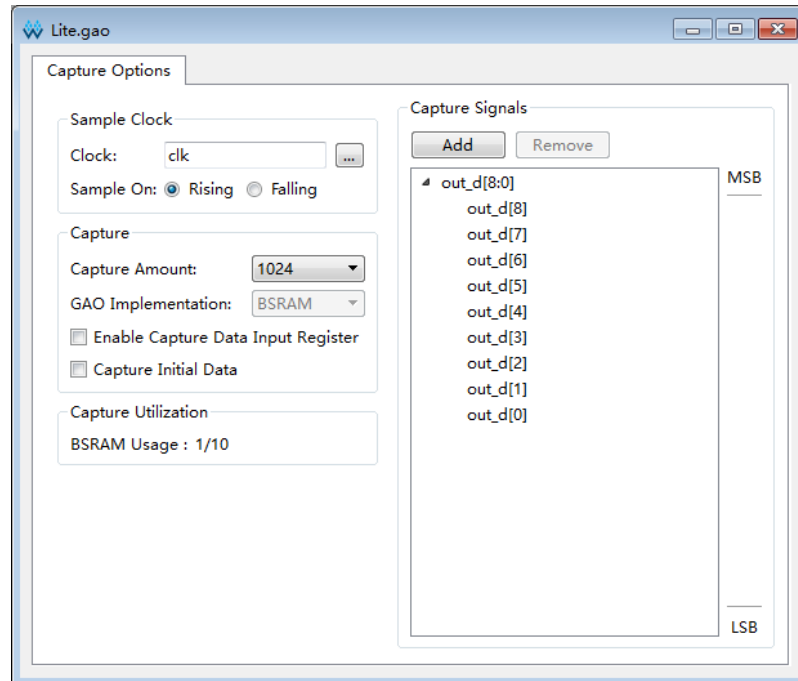 Lite.gao
Capture Options
Sample Clock
Clock: clk ...
Sample On: Rising Falling
Capture
Capture Amount: 1024
GAO Implementation: BSRAM
Enable Capture Data Input Register
Capture Initial Data
Capture Utilization
BSRAM Usage : 1/10
Capture Signals
Add Remove
out_d[8:0]
out_d[8]
out_d[7]
out_d[6]
out_d[5]
out_d[4]
out_d[3]
out_d[2]
out_d[1]
out_d[0]
MSB
LSB